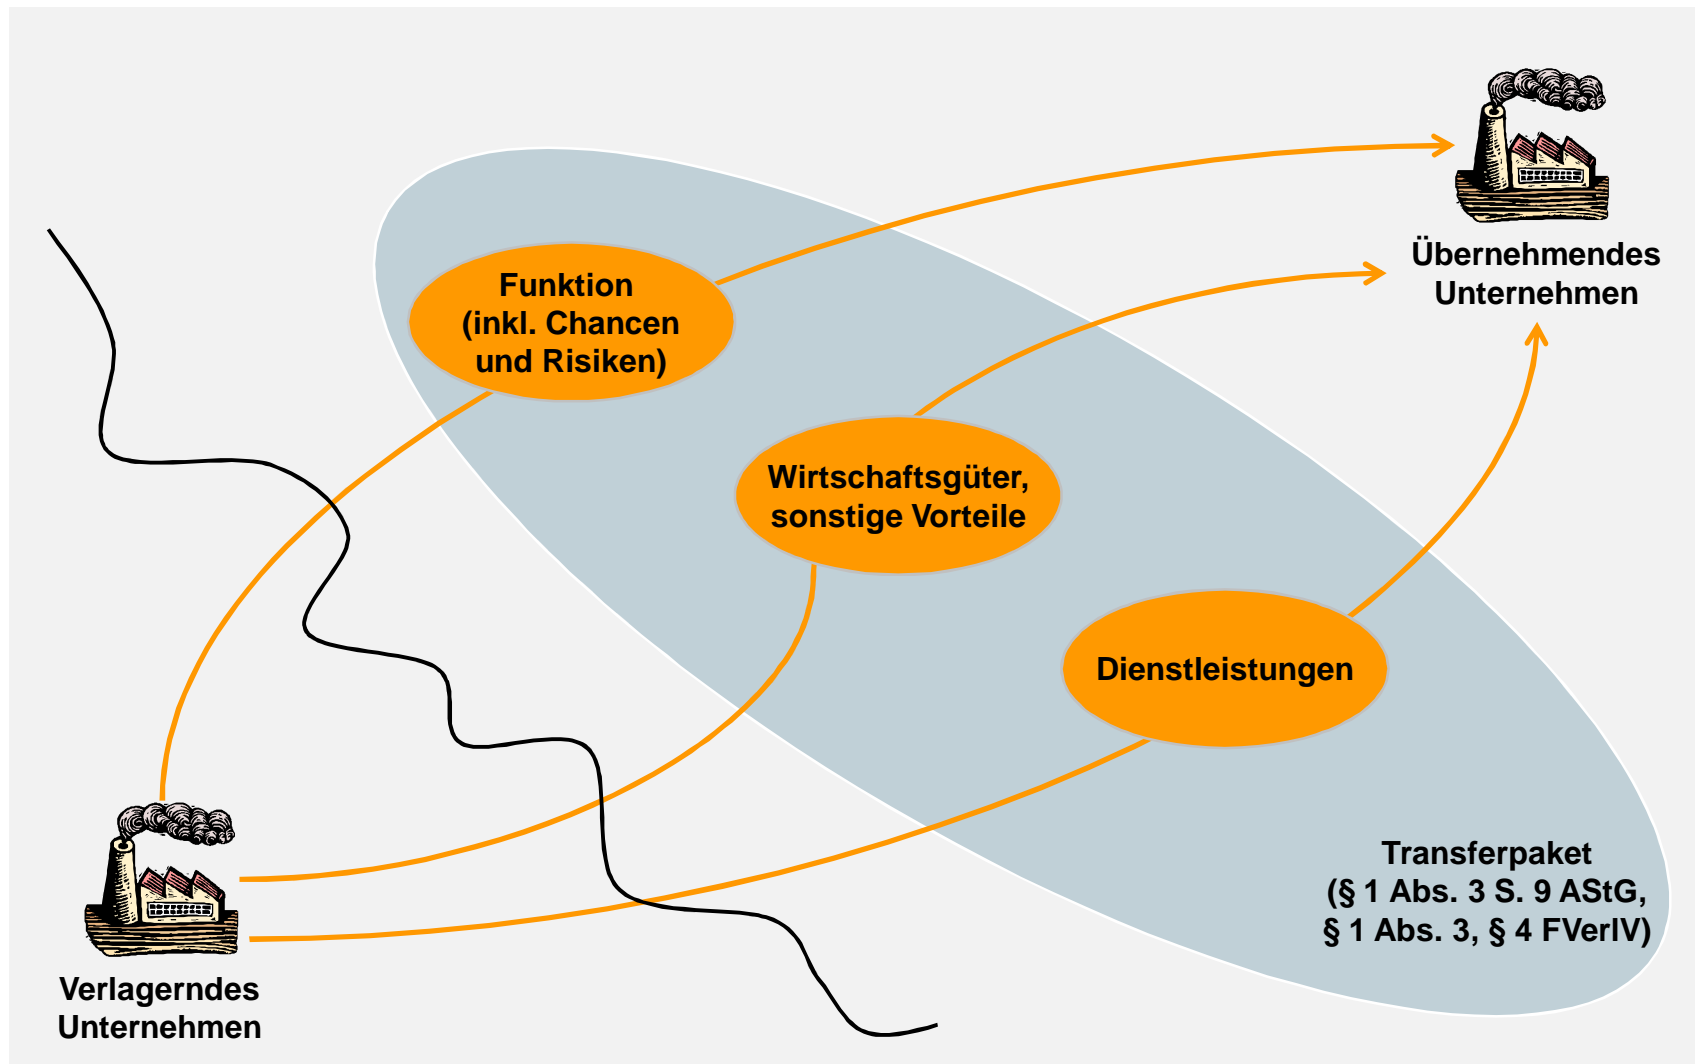 Übernehmendes
Unternehmen
Funktion
(inkl. Chancen
und Risiken)
Wirtschaftsgüter,
sonstige Vorteile
Dienstleistungen
Transferpaket
(§ 1 Abs. 3 S. 9 AStG,
§ 1 Abs. 3, § 4 FVerlV)
Verlagerndes
Unternehmen